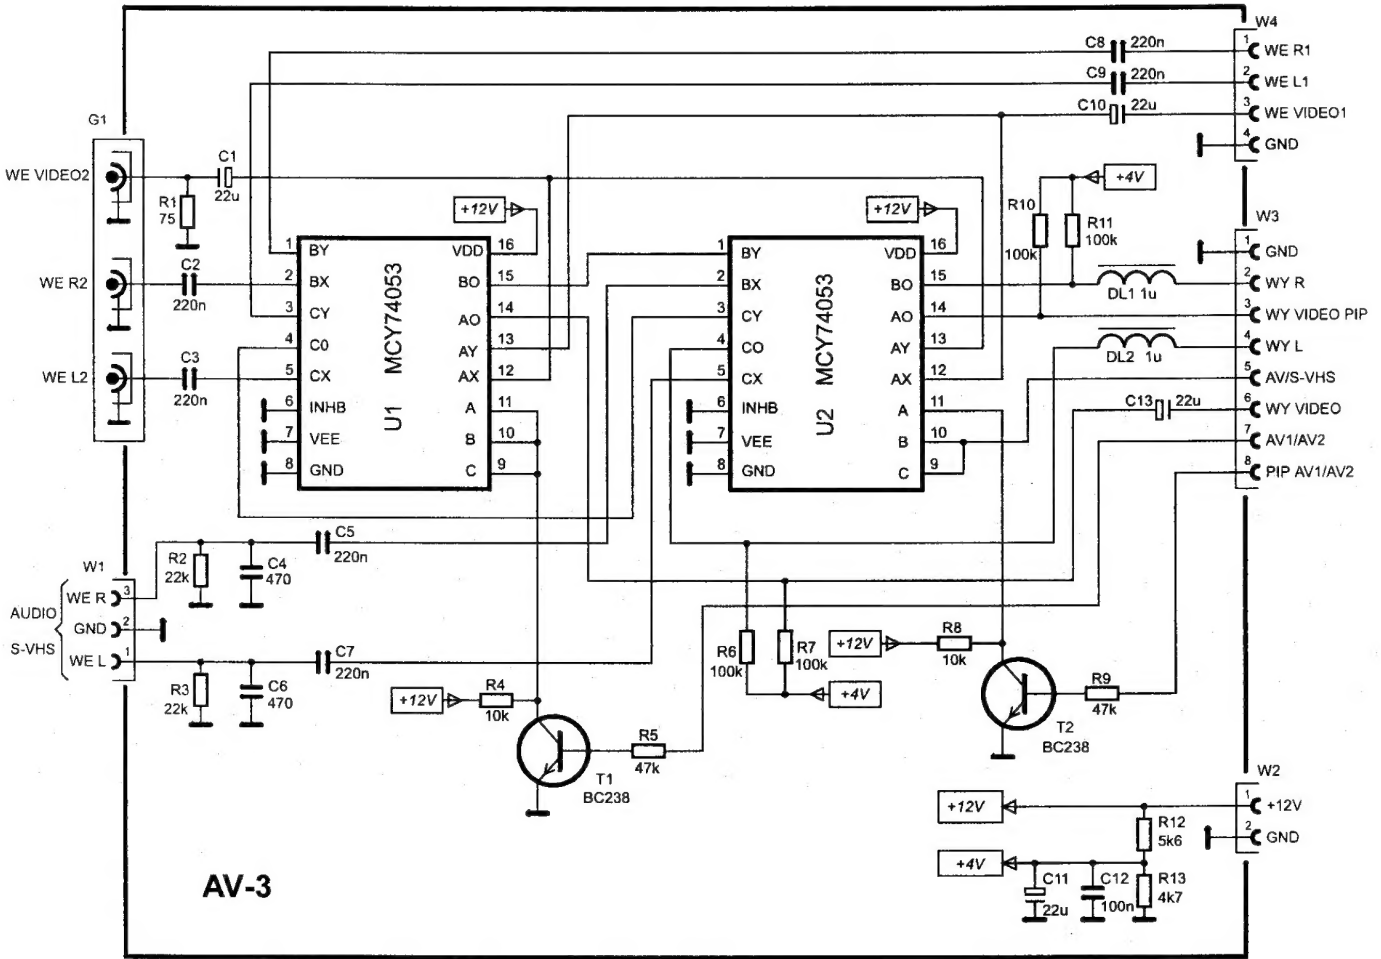 W4
C8 220n 1 WE R1
C9 220n 2 WE L1
C10 22u 3 WE VIDEO1
4 GND
G1
WE VIDEO2
C1
22u
R1
75
+12V
+12V
+4V
R10
100k
R11
100k
W3
1 GND
WE R2
C2
220n
WE L2
C3
220n
1 BY VDD 16
2 BX BO 15
3 CY AO 14
4 C0 AY 13
5 CX AX 12
6 INHB A 11
7 VEE B 10
8 GND C 9
MCY74053
U1
1 BY VDD 16
2 BX BO 15
3 CY AO 14
4 CO AY 13
5 CX AX 12
6 INHB A 11
7 VEE B 10
8 GND C 9
MCY74053
U2
DL1 1u
2 WY R
3 WY VIDEO PIP
DL2 1u
4 WY L
5 AV/S-VHS
C13 22u
6 WY VIDEO
7 AV1/AV2
8 PIP AV1/AV2
W1
AUDIO
S-VHS
WE R 3
GND 2
WE L 1
R2
22k
C4
470
C5
220n
R3
22k
C6
470
C7
220n
+12V
R4
10k
T1
BC238
R5
47k
R6
100k
R7
100k
+4V
+12V
R8
10k
T2
BC238
R9
47k
W2
+12V
1 +12V
2 GND
R12
5k6
+4V
C11
22u
C12
100n
R13
4k7
AV-3